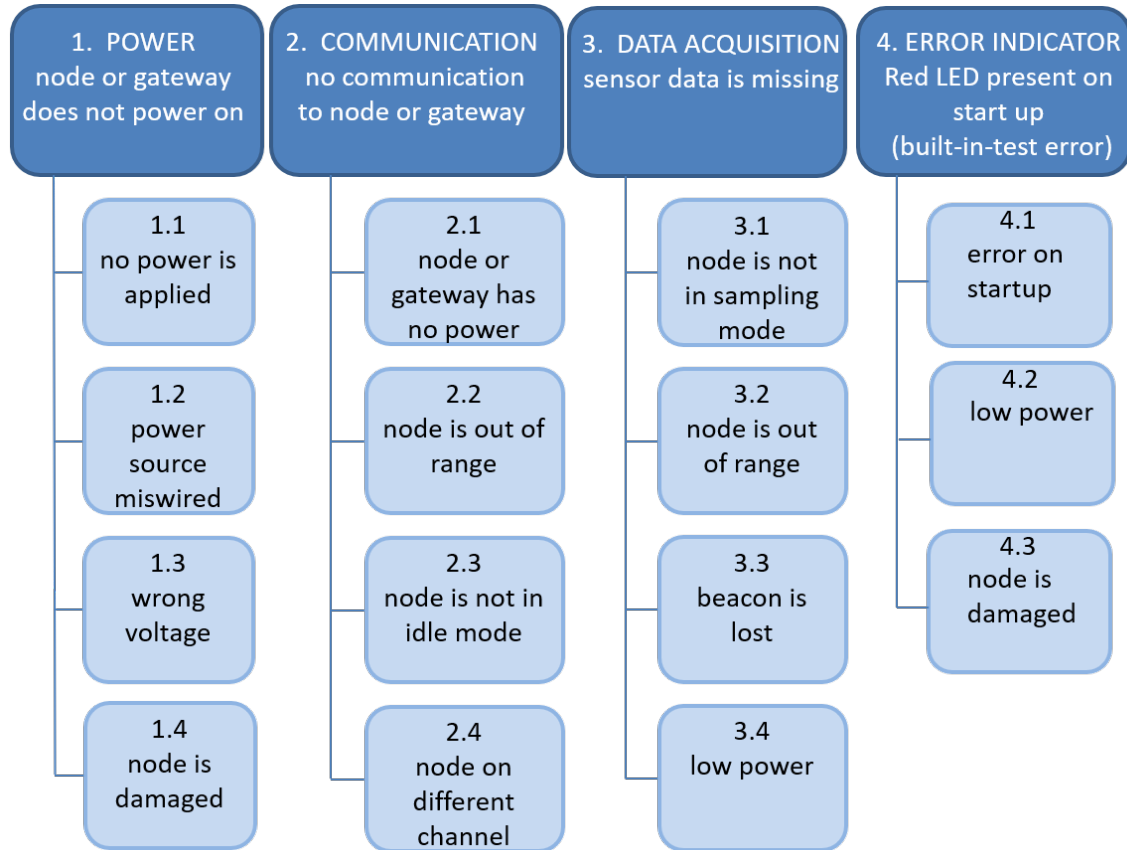 1. POWER
node or gateway
does not power on
1.1
no power is
applied
1.2
power
source
miswired
1.3
wrong
voltage
1.4
node is
damaged
2. COMMUNICATION
no communication
to node or gateway
2.1
node or
gateway has
no power
2.2
node is out of
range
2.3
node is not in
idle mode
2.4
node on
different
channel
3. DATA ACQUISITION
sensor data is missing
3.1
node is not
in sampling
mode
3.2
node is out
of range
3.3
beacon is
lost
3.4
low power
4. ERROR INDICATOR
Red LED present on
start up
(built-in-test error)
4.1
error on
startup
4.2
low power
4.3
node is
damaged